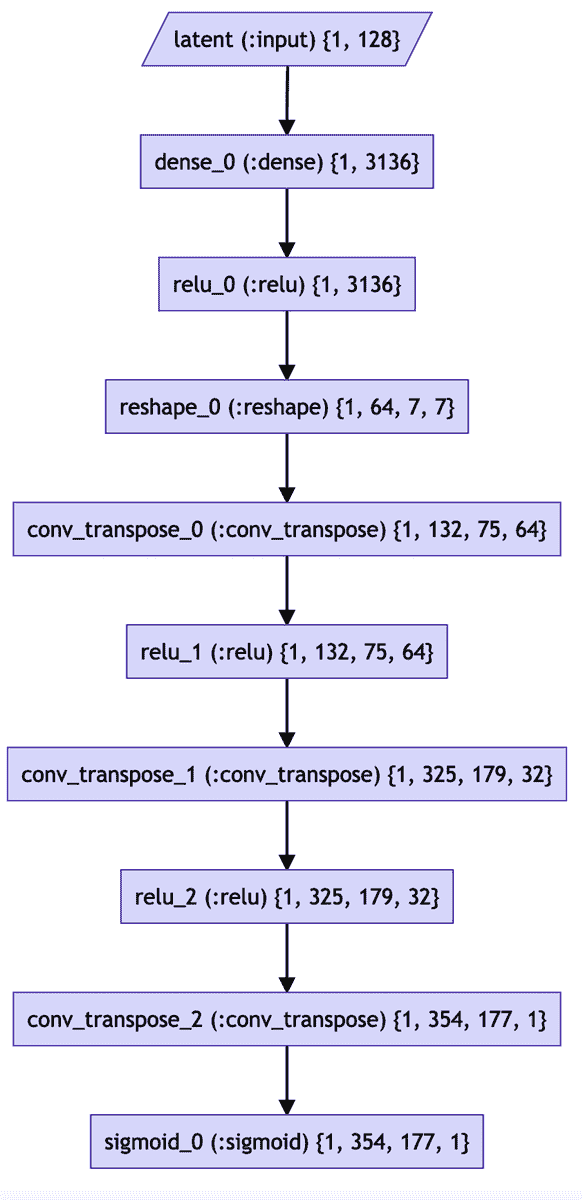 latent (:input) {1, 128}
dense_0 (:dense) {1, 3136}
relu_0 (:relu) {1, 3136}
reshape_0 (:reshape) {1, 64, 7, 7}
conv_transpose_0 (:conv_transpose) {1, 132, 75, 64}
relu_1 (:relu) {1, 132, 75, 64}
conv_transpose_1 (:conv_transpose) {1, 325, 179, 32}
relu_2 (:relu) {1, 325, 179, 32}
conv_transpose_2 (:conv_transpose) {1, 354, 177, 1}
sigmoid_0 (:sigmoid) {1, 354, 177, 1}